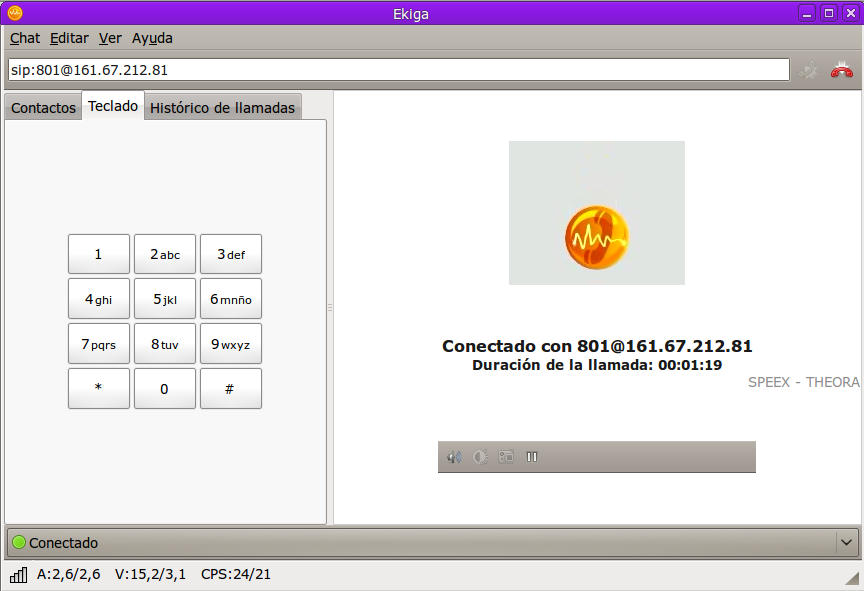 Ekiga
Chat Editar Ver Ayuda
sip:801@161.67.212.81
Contactos Teclado Histórico de llamadas
1 2abc 3def
4ghi 5jkl 6mnño
7pqrs 8tuv 9wxyz
* 0 #
Conectado con 801@161.67.212.81
Duración de la llamada: 00:01:19
SPEEX - THEORA
Conectado
A:2,6/2,6 V:15,2/3,1 CPS:24/21